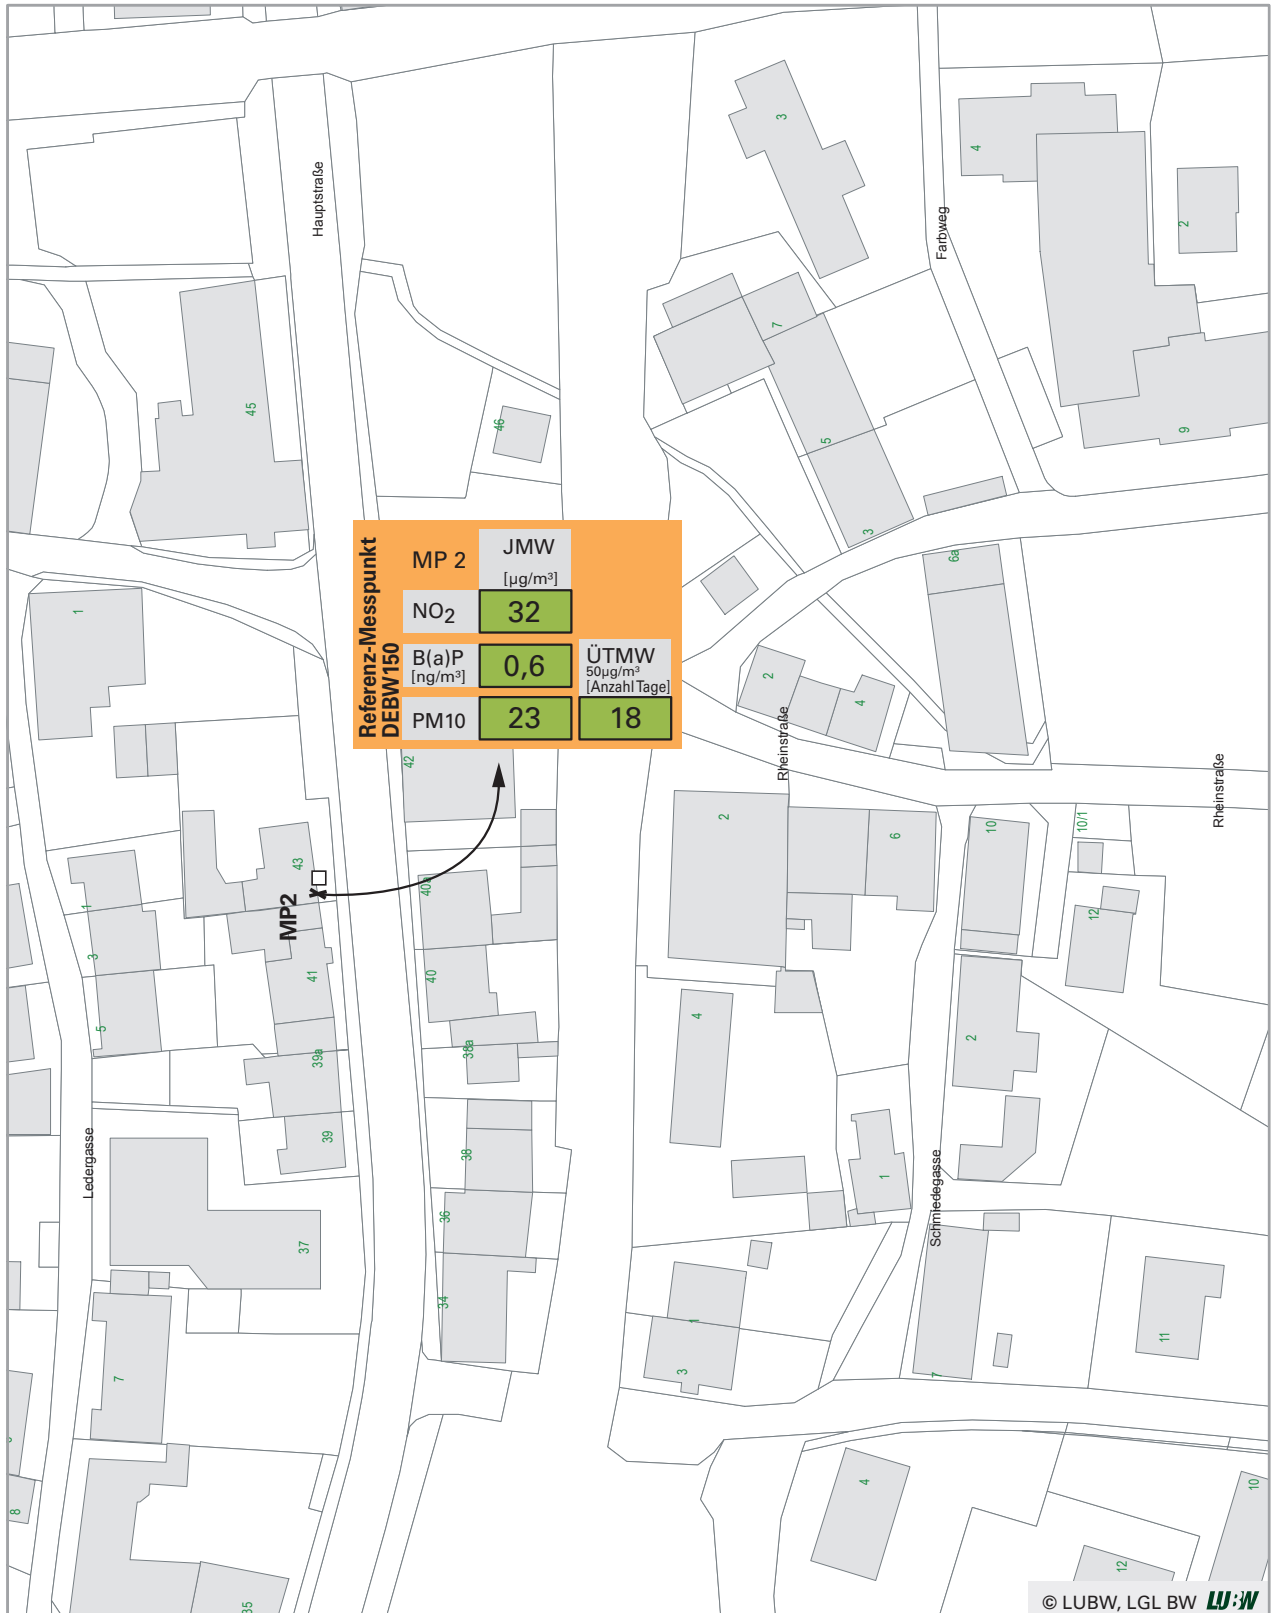 Hauptstraße
3
4
Farbweg
2
7
45
46
5
9
3
6a
Referenz-Messpunkt
DEBW150
MP 2
JMW
[µg/m³]
NO2
32
B(a)P
[ng/m³]
0,6
ÜTMW
50µg/m³
[Anzahl Tage]
PM10
23
18
1
2
4
Rheinstraße
Rheinstraße
42
2
6
10
10/1
43
MP2
40a
1
3
5
41
40
12
4
2
39a
38a
39
38
1
Ledergasse
Schmiedegasse
36
37
34
1
3
11
7
7
4
10
8
12
35
© LUBW, LGL BW LUBW